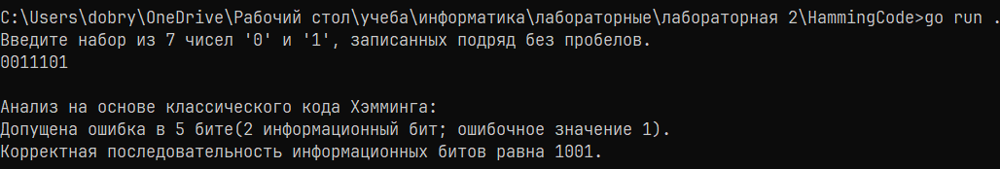 C:\Users\dobry\OneDrive\Рабочий стол\учеба\информатика\лабораторные\лабораторная 2\HammingCode>go run .
Введите набор из 7 чисел '0' и '1', записанных подряд без пробелов.
0011101
Анализ на основе классического кода Хэмминга:
Допущена ошибка в 5 бите(2 информационный бит; ошибочное значение 1).
Корректная последовательность информационных битов равна 1001.